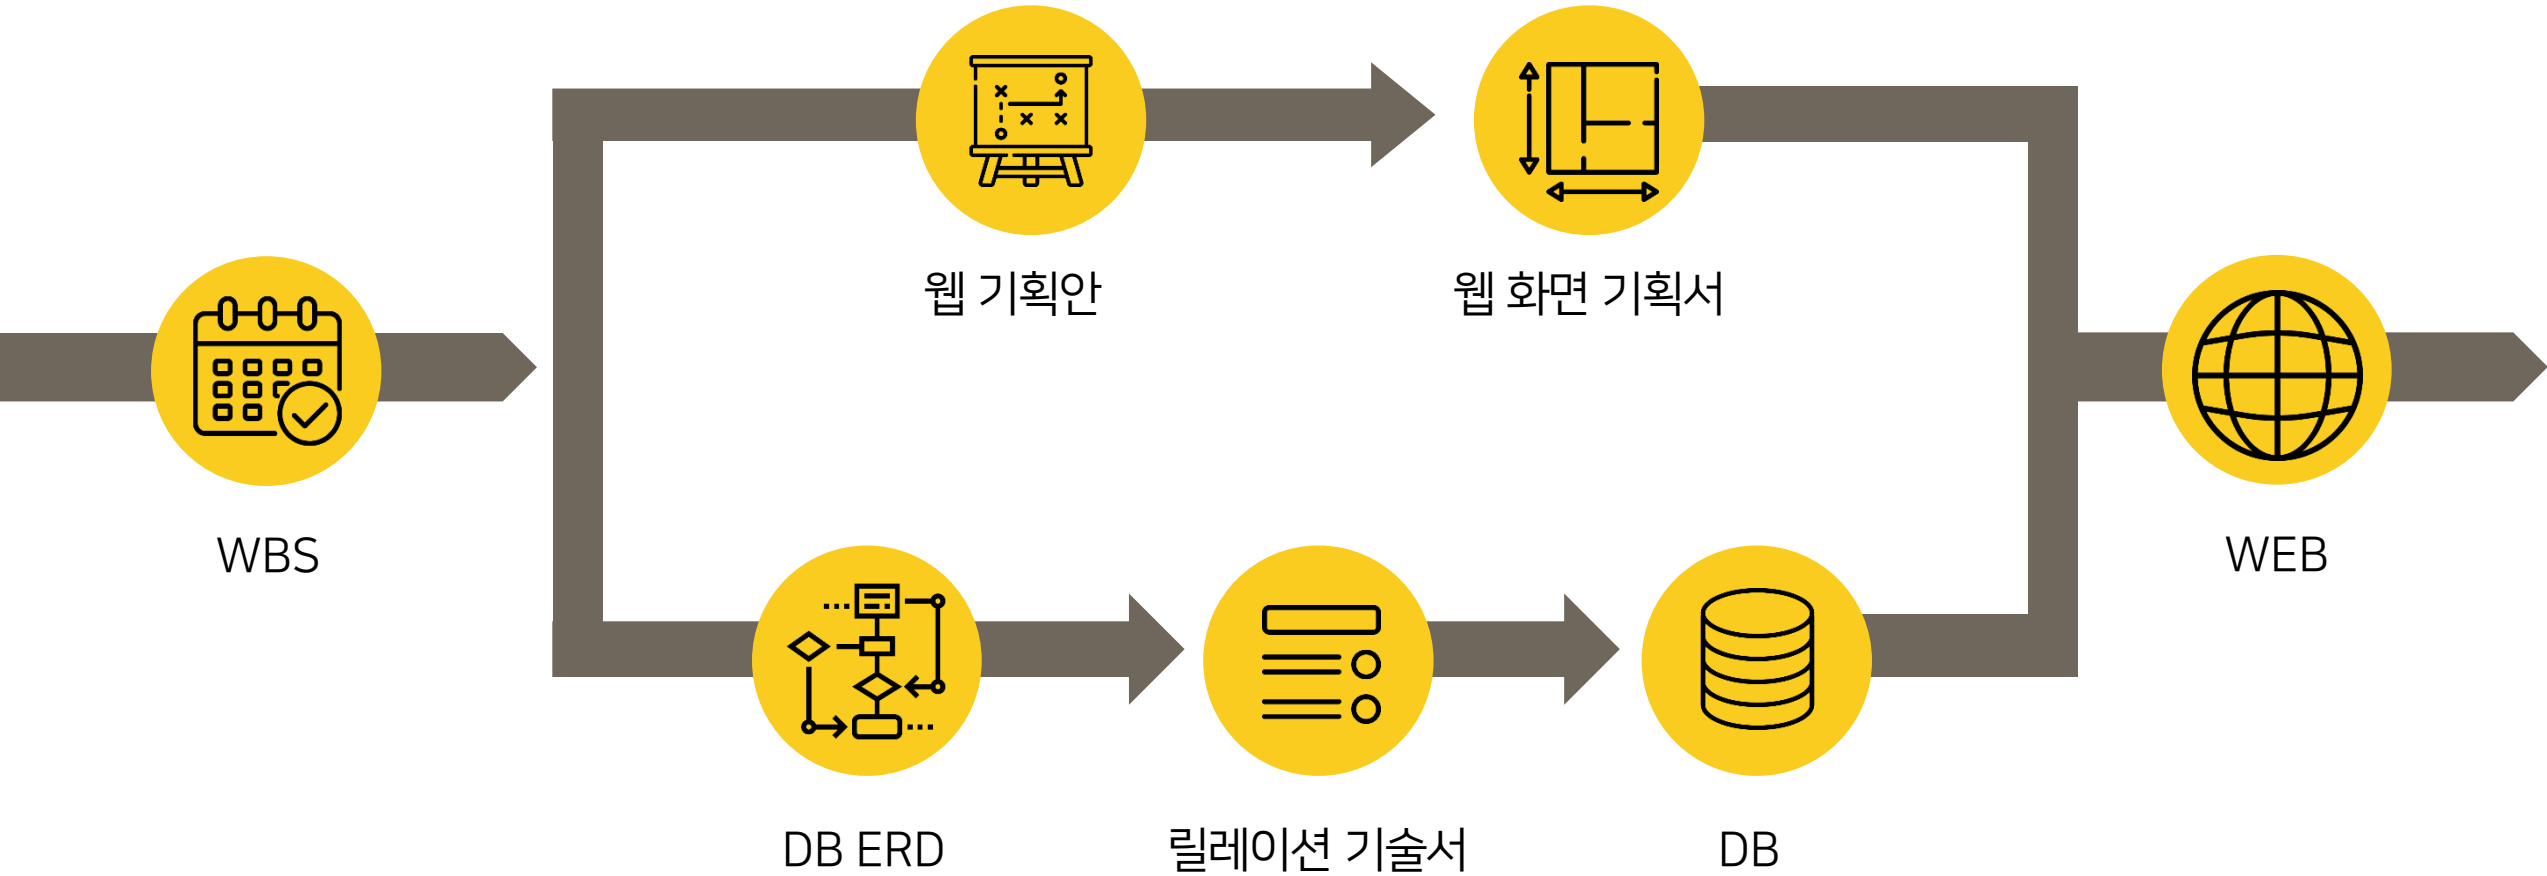 웹 기획안
웹 화면 기획서
WBS
WEB
DB ERD
릴레이션 기술서
DB